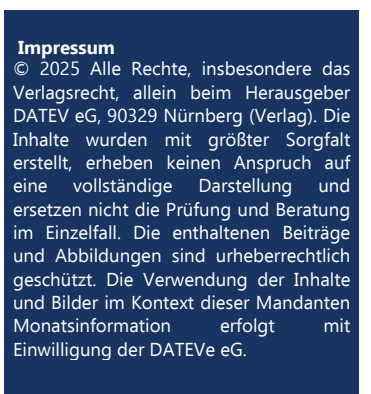 Impressum
© 2025 Alle Rechte, insbesondere das
Verlagsrecht, allein beim Herausgeber
DATEV eG, 90329 Nürnberg (Verlag). Die
Inhalte wurden mit größter Sorgfalt
erstellt, erheben keinen Anspruch auf
eine vollständige Darstellung und
ersetzen nicht die Prüfung und Beratung
im Einzelfall. Die enthaltenen Beiträge
und Abbildungen sind urheberrechtlich
geschützt. Die Verwendung der Inhalte
und Bilder im Kontext dieser Mandanten
Monatsinformation erfolgt mit
Einwilligung der DATEVe eG.